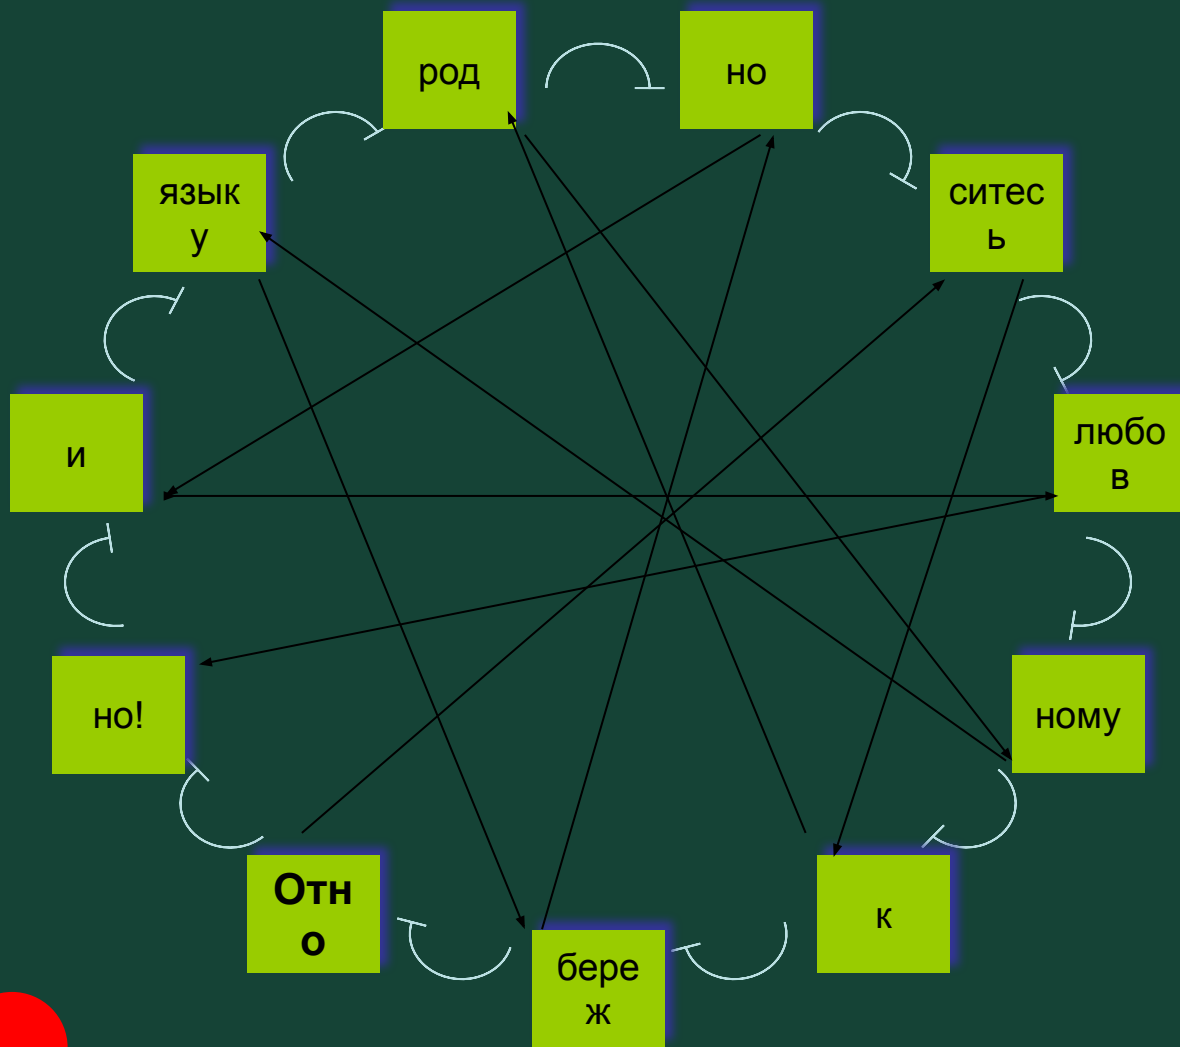 род
но
язык
у
ситес
ь
и
любо
в
но!
ному
Отн
о
к
бере
ж